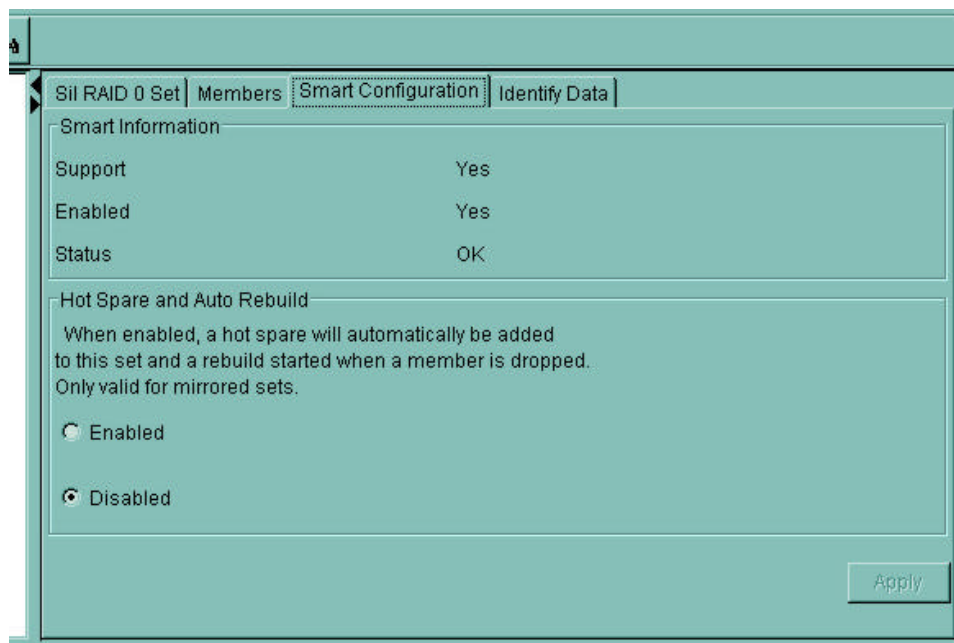 Sil RAID 0 Set Members Smart Configuration Identify Data
Smart Information
Support Yes
Enabled Yes
Status OK
Hot Spare and Auto Rebuild
When enabled, a hot spare will automatically be added
to this set and a rebuild started when a member is dropped.
Only valid for mirrored sets.
Enabled
Disabled
Apply